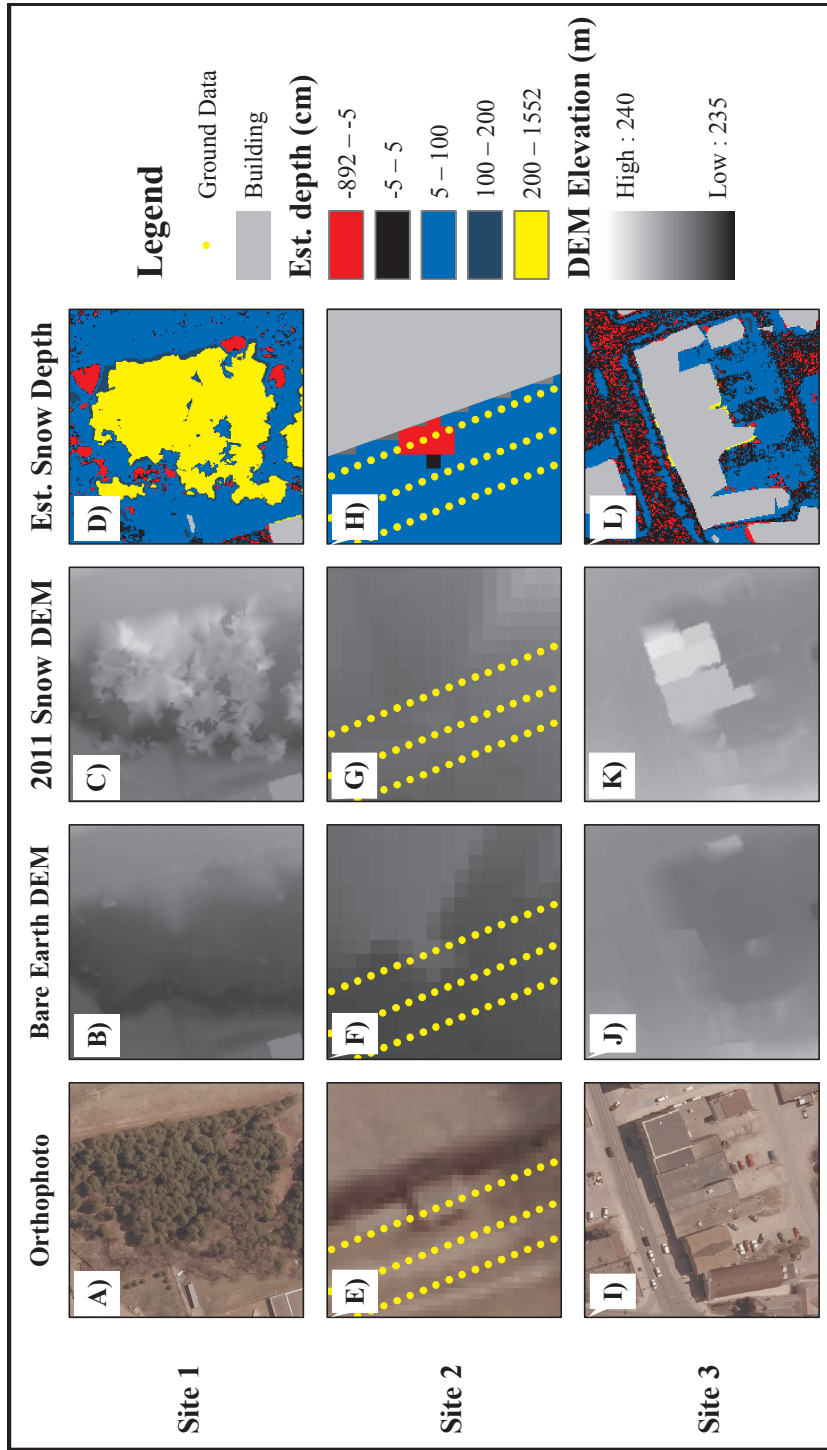 Orthophoto
Bare Earth DEM
2011 Snow DEM
Est. Snow Depth
Site 1
A)
B)
C)
D)
Site 2
E)
F)
G)
H)
Site 3
I)
J)
K)
L)
Legend
Ground Data
Building
Est. depth (cm)
-892 – -5
-5 – 5
5 – 100
100 – 200
200 – 1552
DEM Elevation (m)
High : 240
Low : 235